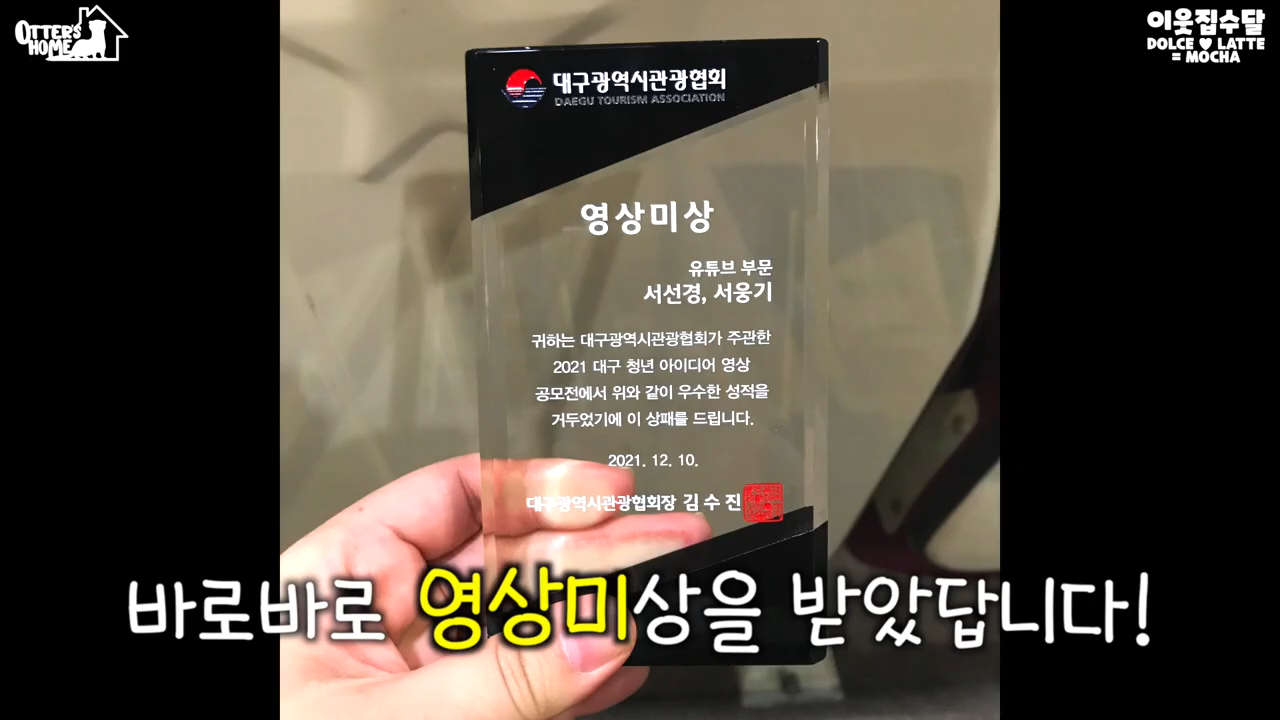 OTTER'S
HOME
이웃집수달
DOLCE ♥ LATTE
= MOCHA
대구광역시관광협회
DAEGU TOURISM ASSOCIATION
영상미상
유튜브 부문
서선경, 서웅기
귀하는 대구광역시관광협회가 주관한
2021 대구 청년 아이디어 영상
공모전에서 위와 같이 우수한 성적을
거두었기에 이 상패를 드립니다.
2021. 12. 10.
대구광역시관광협회장 김 수 진
바로바로 영상미상을 받았답니다!